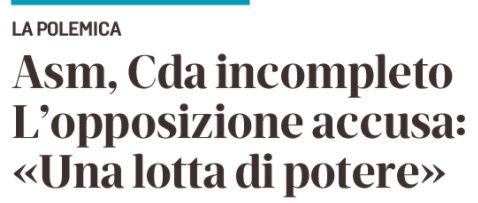 LA POLEMICA
Asm, Cda incompleto
L'opposizione accusa:
«Una lotta di potere»